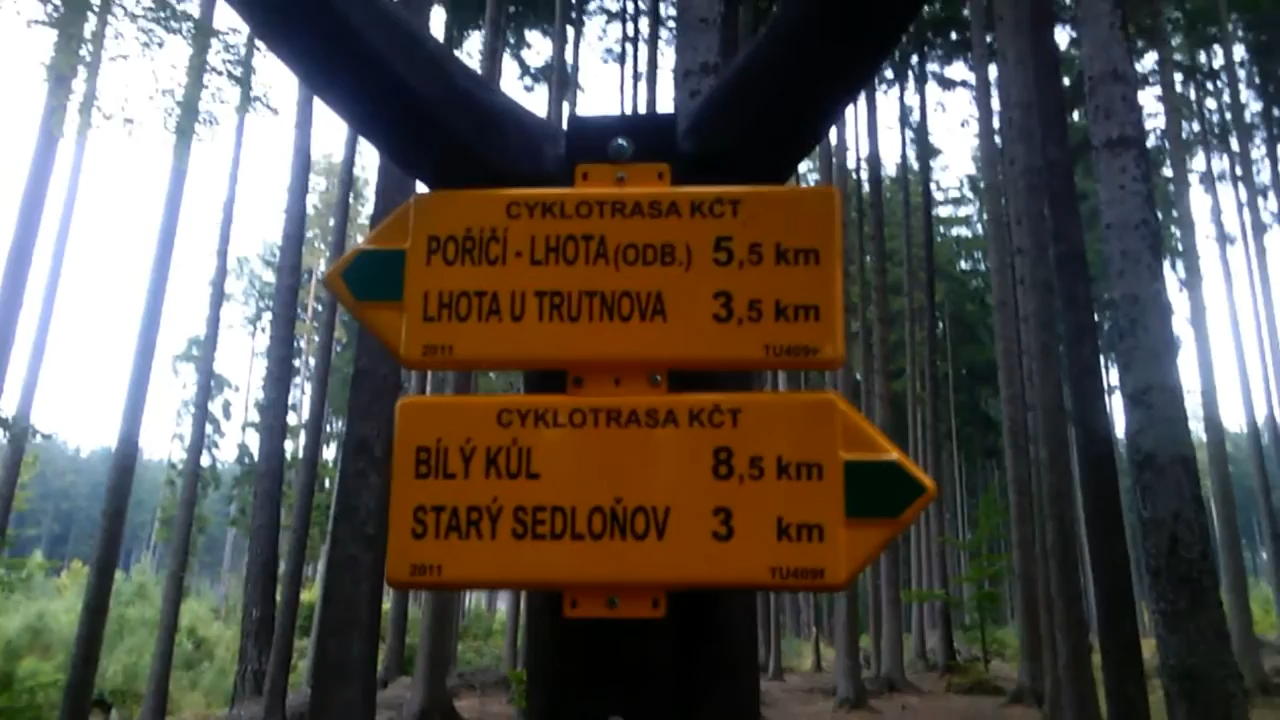 CYKLOTRASA KČT
POŘÍČÍ - LHOTA (ODB.) 5,5 km
LHOTA U TRUTNOVA 3,5 km
2011
CYKLOTRASA KČT
BÍLÝ KŮL 8,5 km
STARÝ SEDLOŇOV 3 km
2011 TU409f